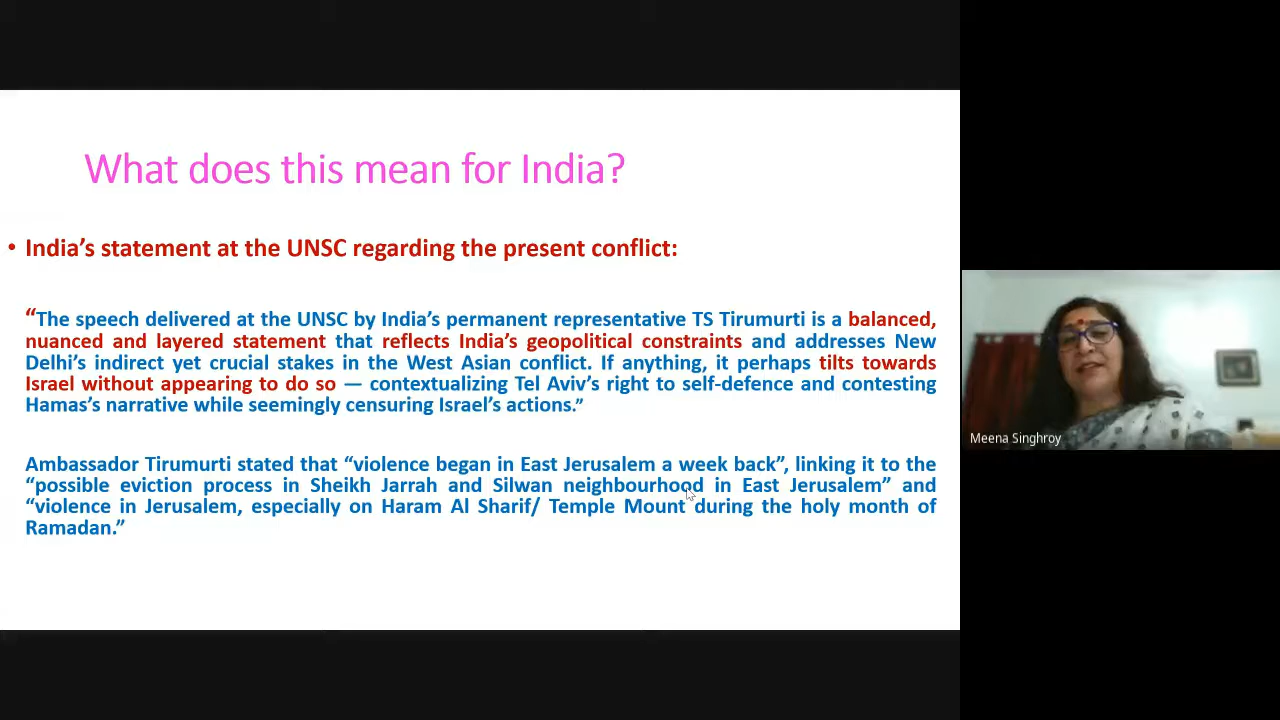 What does this mean for India?
• India’s statement at the UNSC regarding the present conflict:
“The speech delivered at the UNSC by India’s permanent representative TS Tirumurti is a balanced,
nuanced and layered statement that reflects India’s geopolitical constraints and addresses New
Delhi’s indirect yet crucial stakes in the West Asian conflict. If anything, it perhaps tilts towards
Israel without appearing to do so — contextualizing Tel Aviv’s right to self-defence and contesting
Hamas’s narrative while seemingly censuring Israel’s actions.”
Ambassador Tirumurti stated that “violence began in East Jerusalem a week back”, linking it to the
“possible eviction process in Sheikh Jarrah and Silwan neighbourhood in East Jerusalem” and
“violence in Jerusalem, especially on Haram Al Sharif/ Temple Mount during the holy month of
Ramadan.”
Meena Singhroy